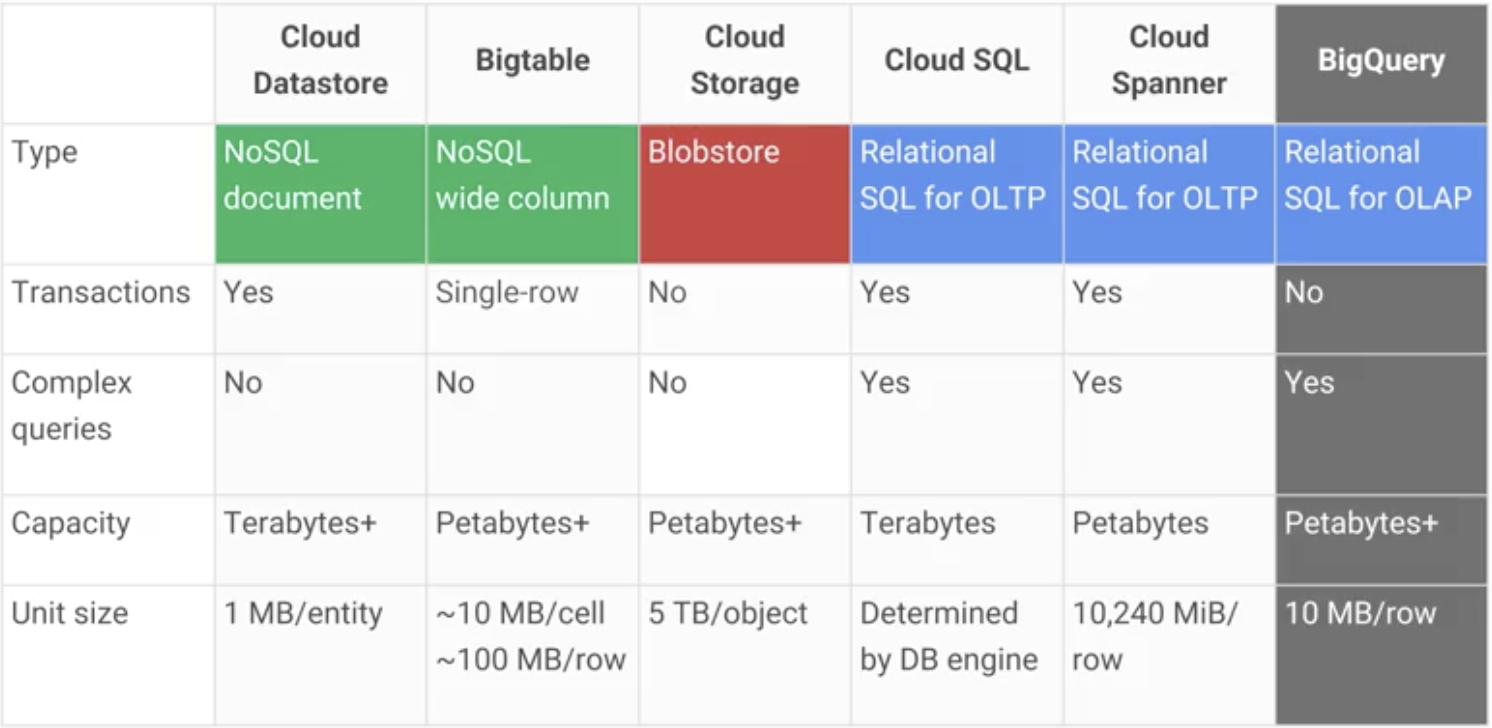 Cloud Datastore Bigtable Cloud Storage Cloud SQL Cloud Spanner BigQuery
Type NoSQL document NoSQL wide column Blobstore Relational SQL for OLTP Relational SQL for OLTP Relational SQL for OLAP
Transactions Yes Single-row No Yes Yes No
Complex queries No No No Yes Yes Yes
Capacity Terabytes+ Petabytes+ Petabytes+ Terabytes Petabytes Petabytes+
Unit size 1 MB/entity ~10 MB/cell ~100 MB/row 5 TB/object Determined by DB engine 10,240 MiB/row 10 MB/row